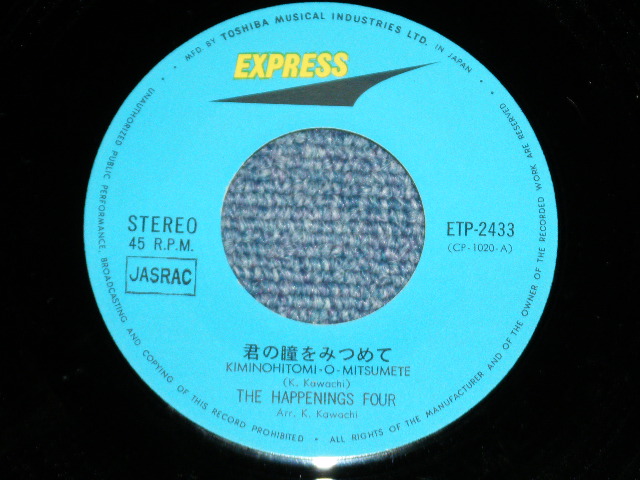 • MFD. BY TOSHIBA MUSICAL INDUSTRIES LTD. IN JAPAN •
EXPRESS
STEREO
45 R.P.M.
JASRAC
ETP-2433
(CP-1020-A)
君の瞳をみつめて
KIMINOHITOMI-O-MITSUMETE
(K. Kawachi)
THE HAPPENINGS FOUR
Arr. K. Kawachi
UNAUTHORIZED PUBLIC PERFORMANCE, BROADCASTING AND COPYING OF THIS RECORD PROHIBITED • ALL RIGHTS OF THE MANUFACTURER AND OF THE OWNER OF THE RECORDED WORK ARE RESERVED